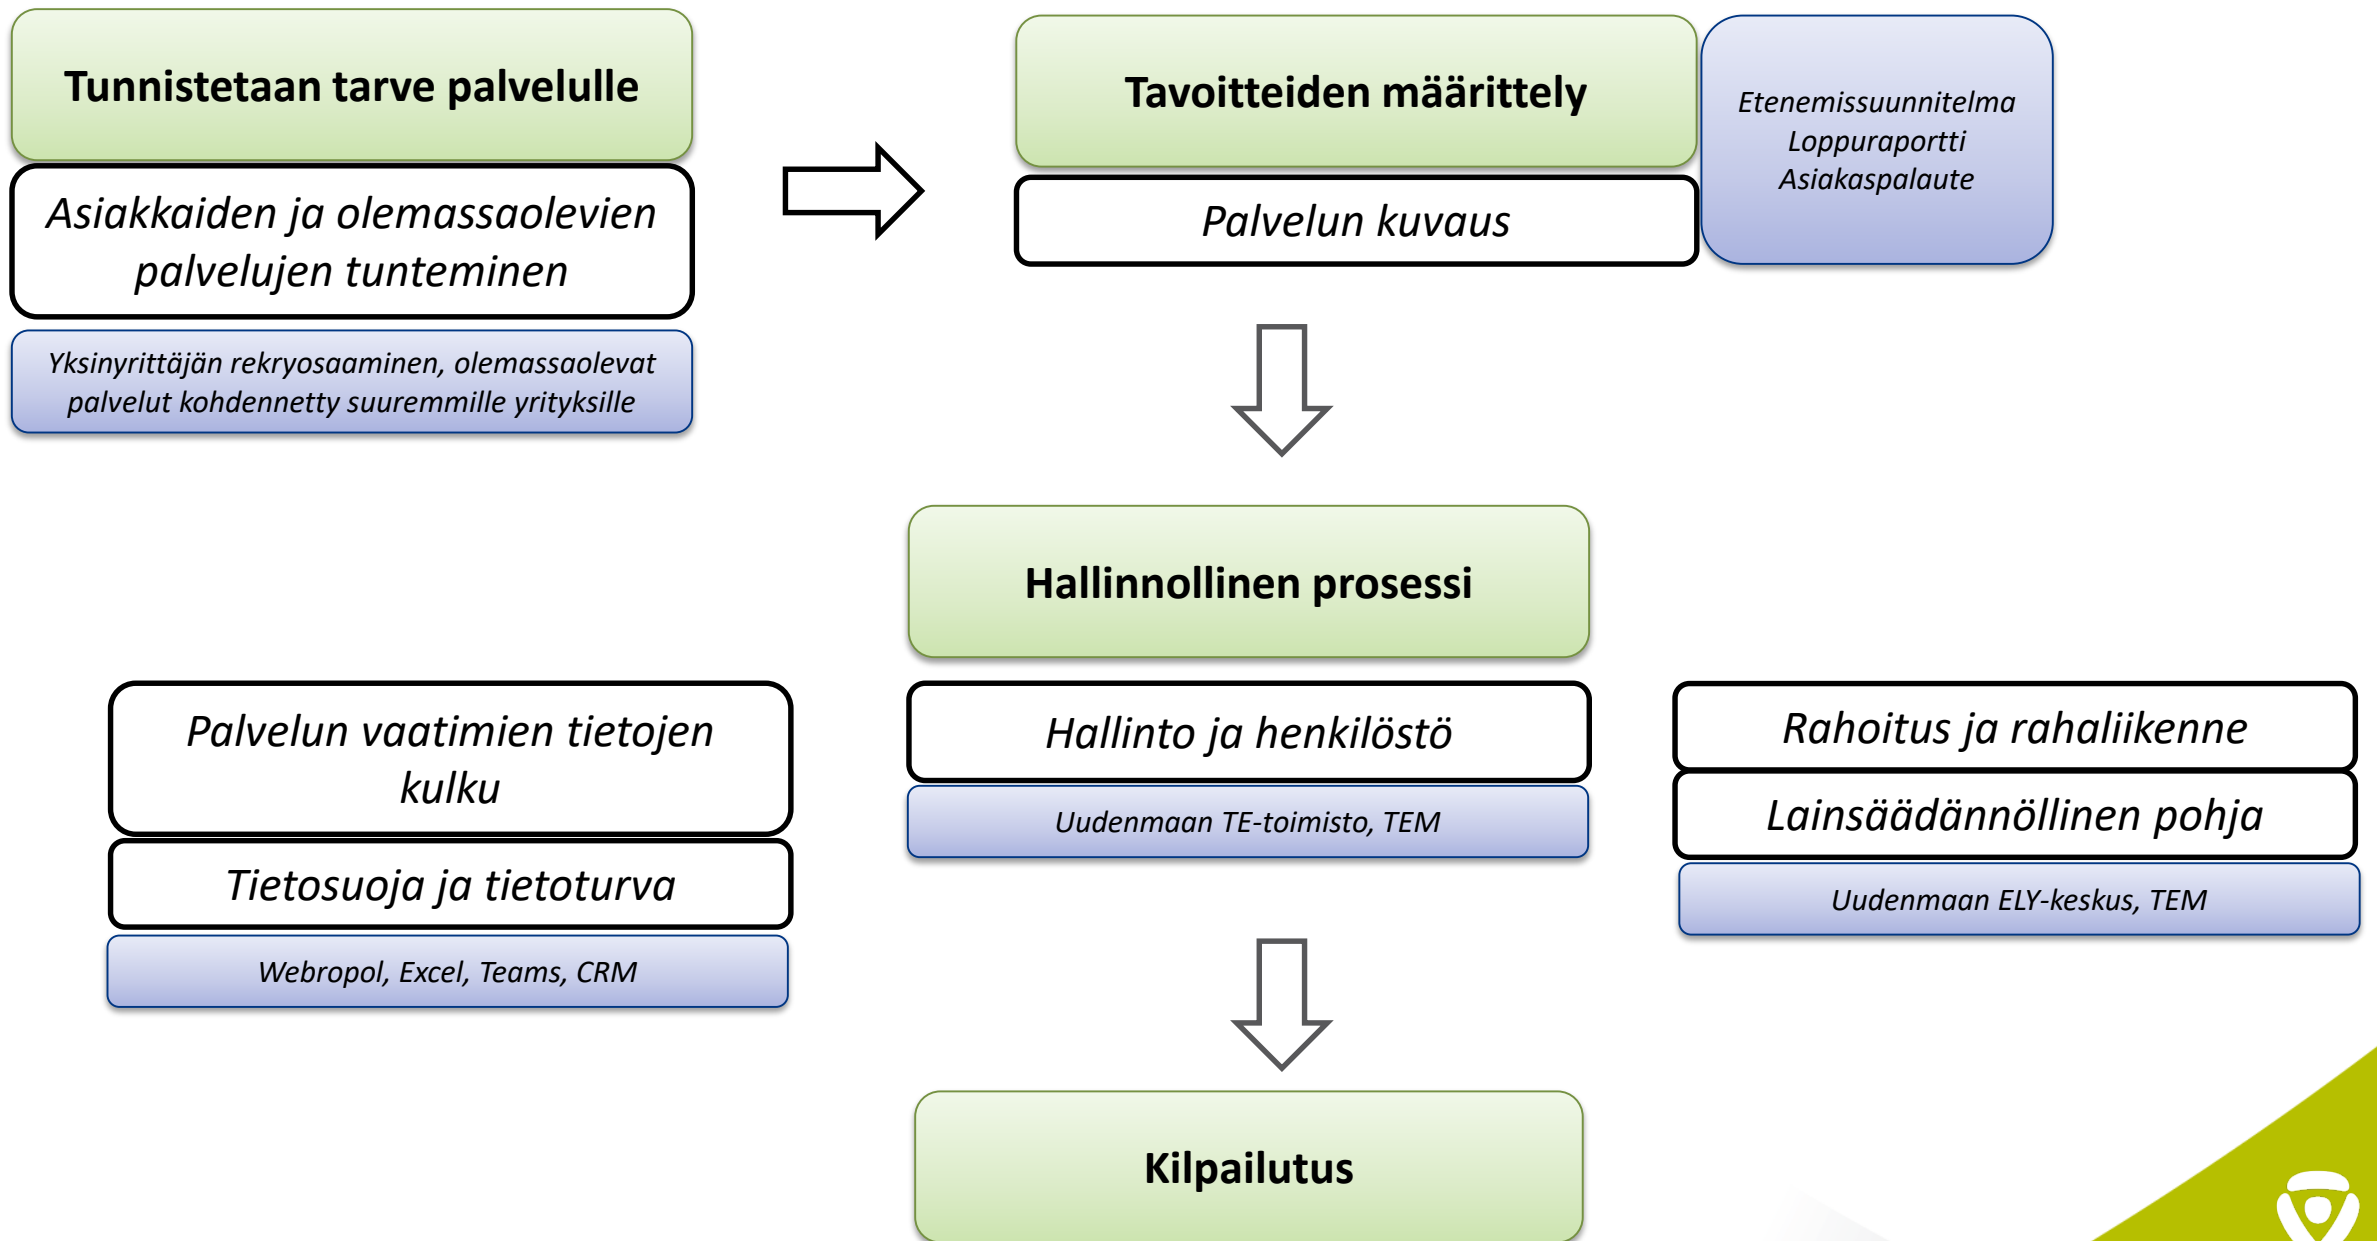 Tunnistetaan tarve palvelulle
Asiakkaiden ja olemassaolevien
palvelujen tunteminen
Yksinyrittäjän rekryosaaminen, olemassaolevat
palvelut kohdennettu suuremmille yrityksille
Tavoitteiden määrittely
Palvelun kuvaus
Etenemissuunnitelma
Loppuraportti
Asiakaspalaute
Hallinnollinen prosessi
Palvelun vaatimien tietojen
kulku
Tietosuoja ja tietoturva
Webropol, Excel, Teams, CRM
Hallinto ja henkilöstö
Uudenmaan TE-toimisto, TEM
Rahoitus ja rahaliikenne
Lainsäädännöllinen pohja
Uudenmaan ELY-keskus, TEM
Kilpailutus